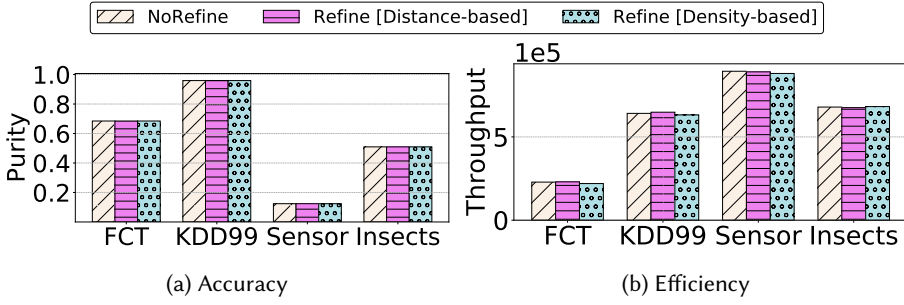 NoRefine Refine [Distance-based] Refine [Density-based]
Purity
1.0
0.8
0.6
0.4
0.2
FCT KDD99 Sensor Insects
(a) Accuracy
1e5
Throughput
5
0
FCT KDD99 Sensor Insects
(b) Efficiency